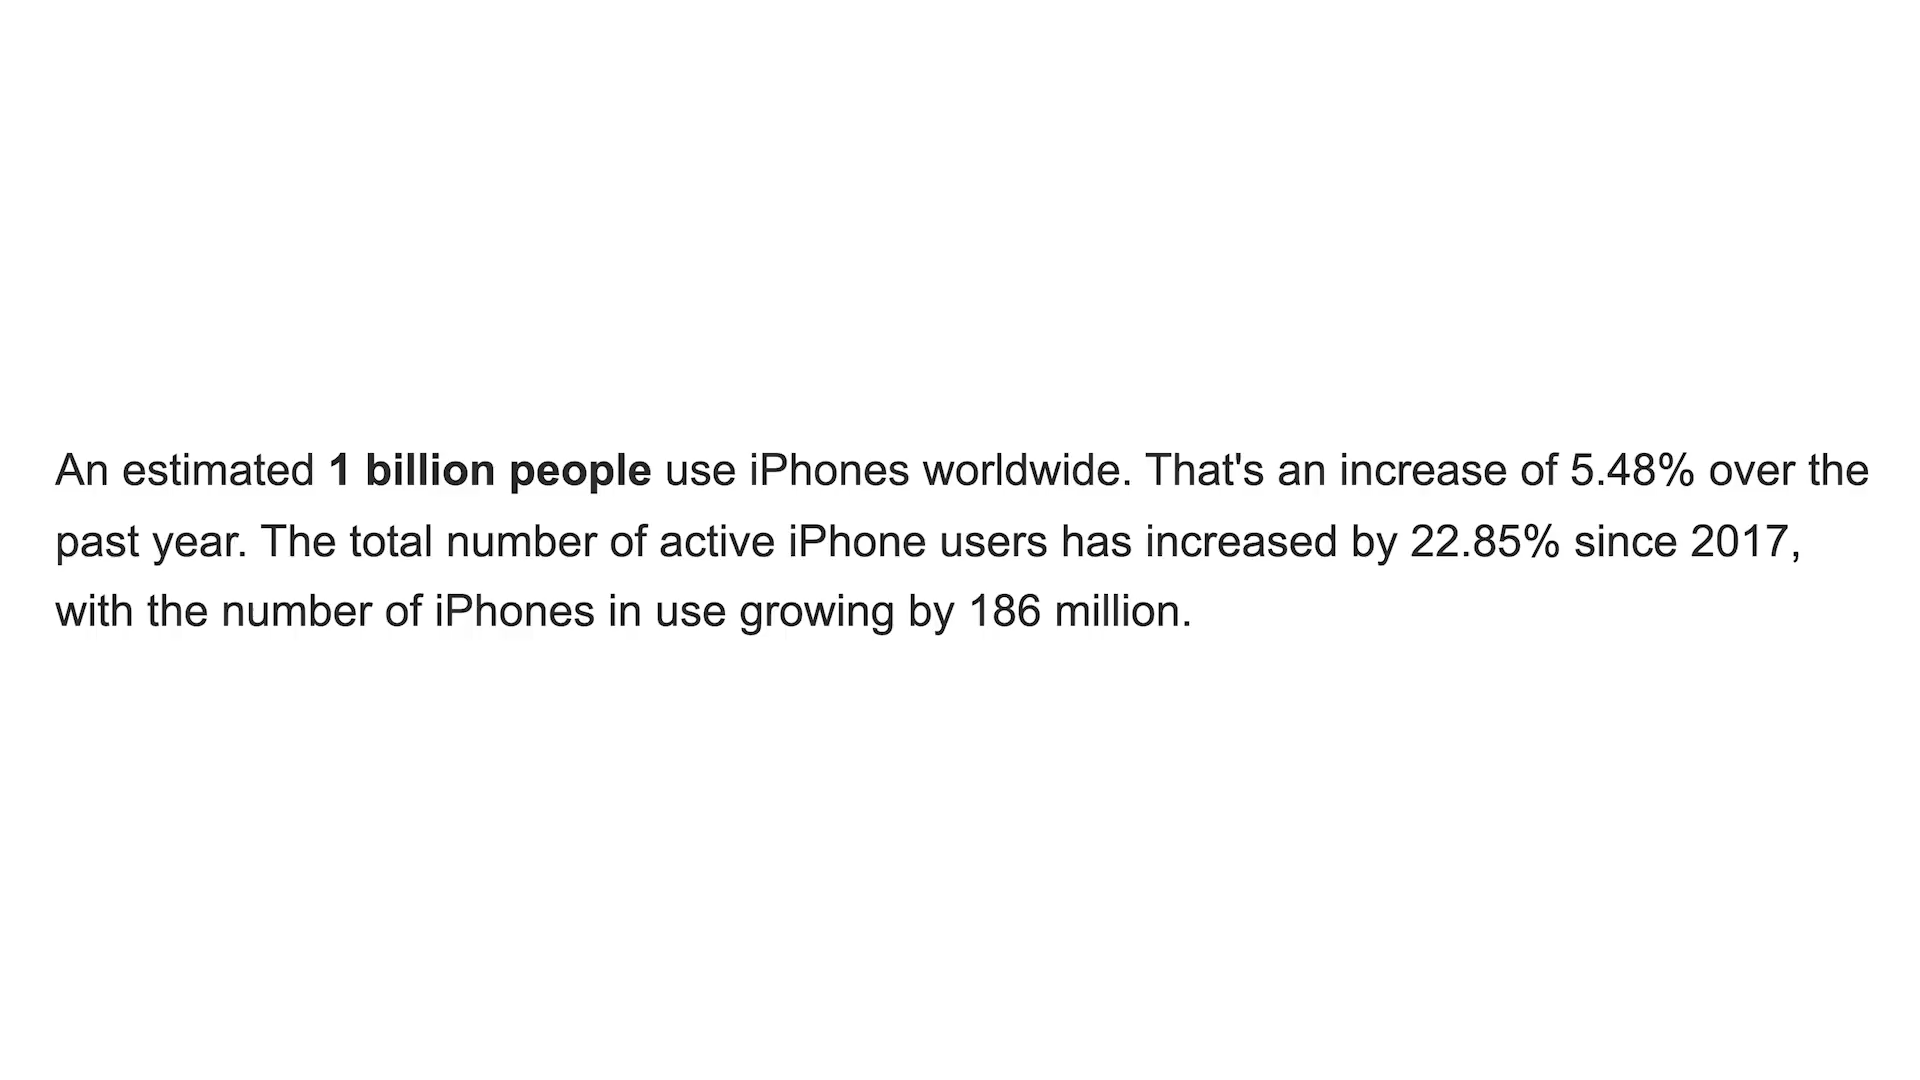 An estimated 1 billion people use iPhones worldwide. That's an increase of 5.48% over the
past year. The total number of active iPhone users has increased by 22.85% since 2017,
with the number of iPhones in use growing by 186 million.